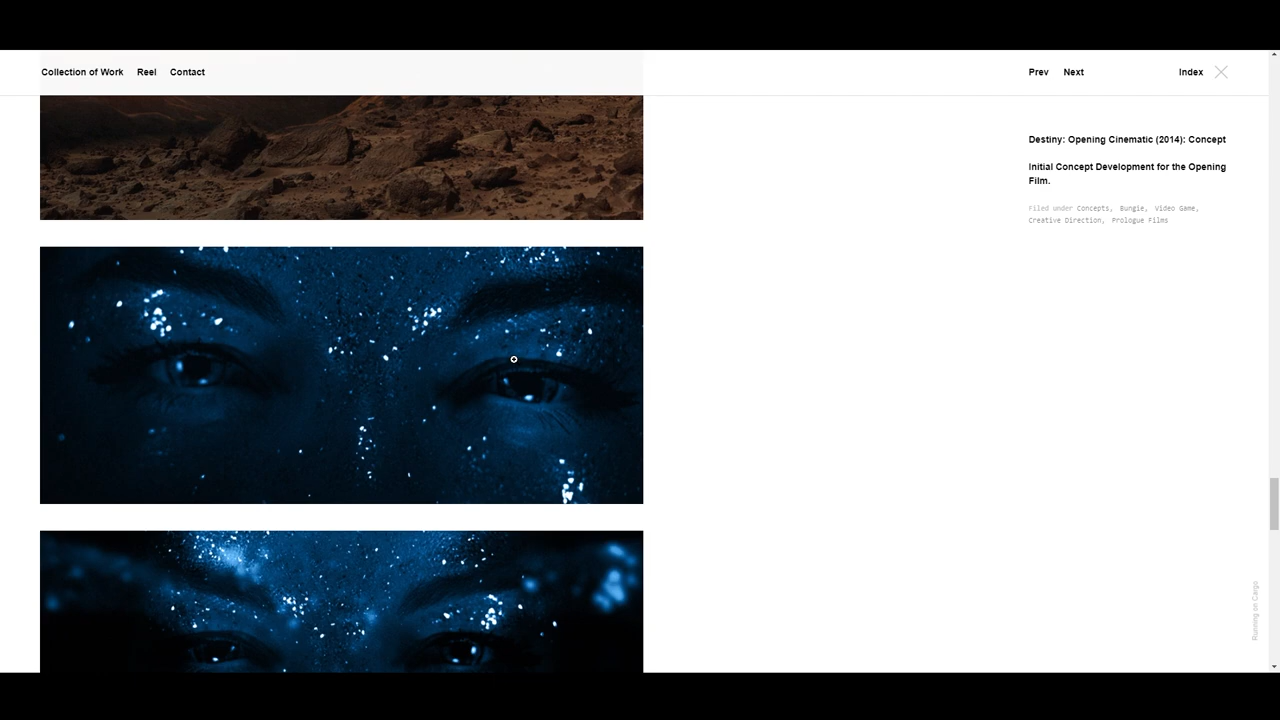 Collection of Work Reel Contact Prev Next Index
Destiny: Opening Cinematic (2014): Concept
Initial Concept Development for the Opening
Film.
Filed under Concepts, Bungie, Video Game,
Creative Direction, Prologue Films
Running on Cargo